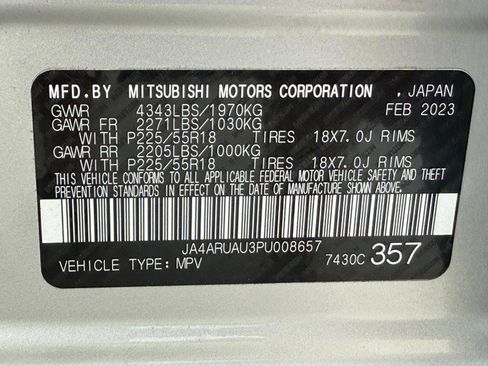 MFD.BY MITSUBISHI MOTORS CORPORATION , JAPAN
GVWR 4343LBS/1970KG FEB 2023
GAWR FR 2271LBS/1030KG
WITH P225/55R18 TIRES 18X7.0J RIMS
GAWR RR 2205LBS/1000KG
WITH P225/55R18 TIRES 18X7.0J RIMS
THIS VEHICLE CONFORMS TO ALL APPLICABLE FEDERAL MOTOR VEHICLE SAFETY AND
THEFT PREVENTION STANDARDS IN EFFECT ON THE DATE OF MANUFACTURE SHOWN ABOVE.
JA4ARUAU3PU008657
VEHICLE TYPE: MPV 7430C 357